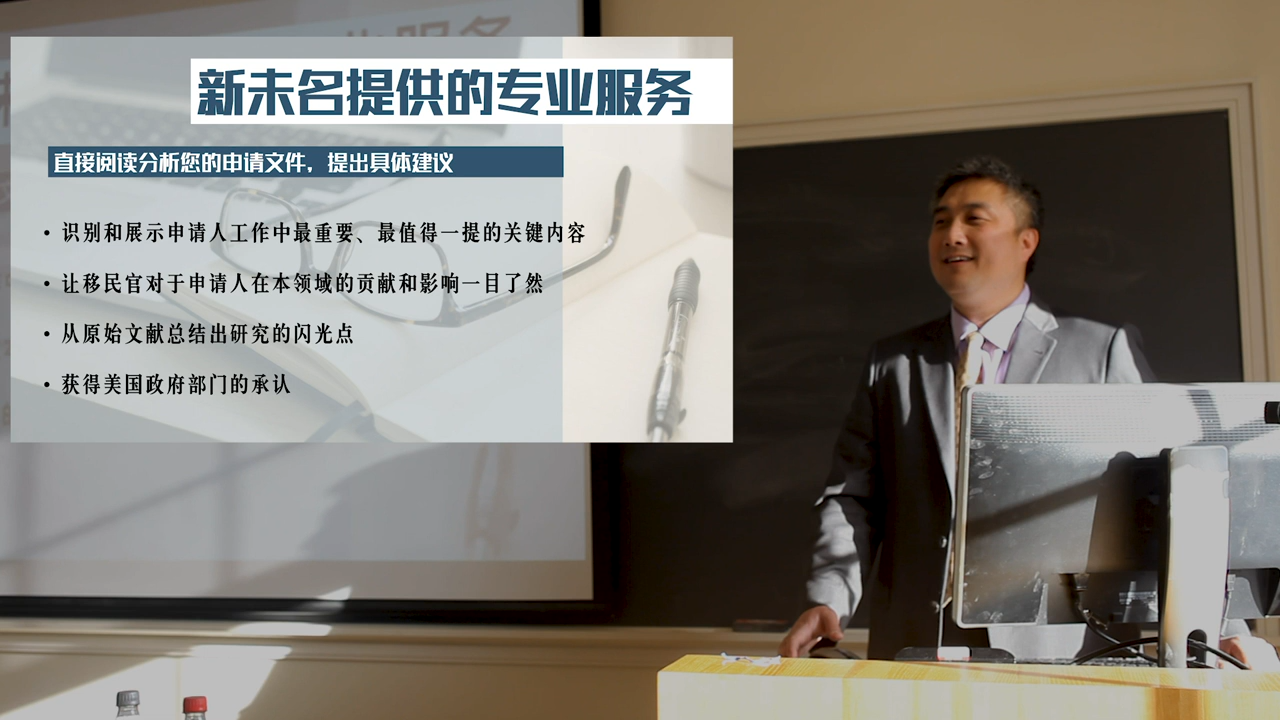 新未名提供的专业服务
直接阅读分析您的申请文件，提出具体建议
• 识别和展示申请人工作中最重要、最值得一提的关键内容
• 让移民官对于申请人在本领域的贡献和影响一目了然
• 从原始文献总结出研究的闪光点
• 获得美国政府部门的承认